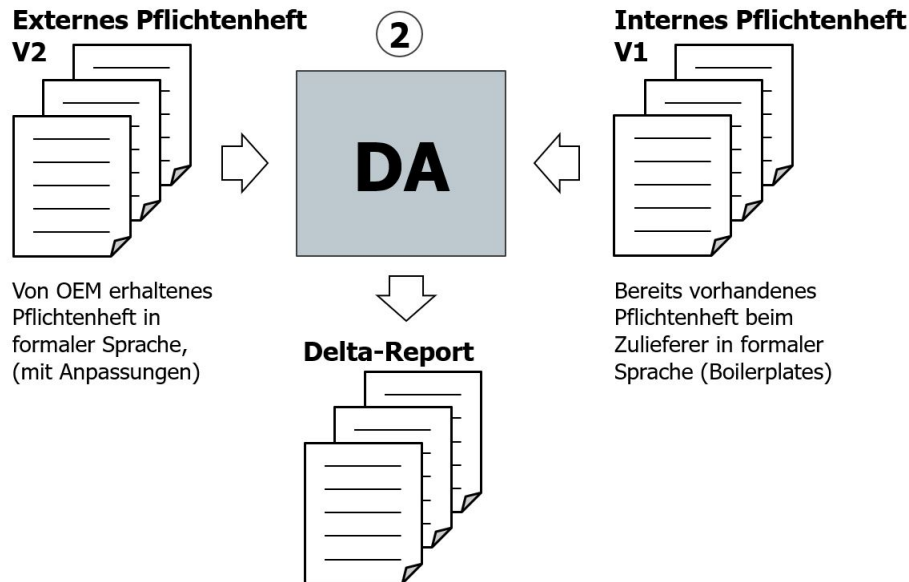 Externes Pflichtenheft
V2
2
Internes Pflichtenheft
V1
DA
Von OEM erhaltenes
Pflichtenheft in
formaler Sprache,
(mit Anpassungen)
Bereits vorhandenes
Pflichtenheft beim
Zulieferer in formaler
Sprache (Boilerplates)
Delta-Report